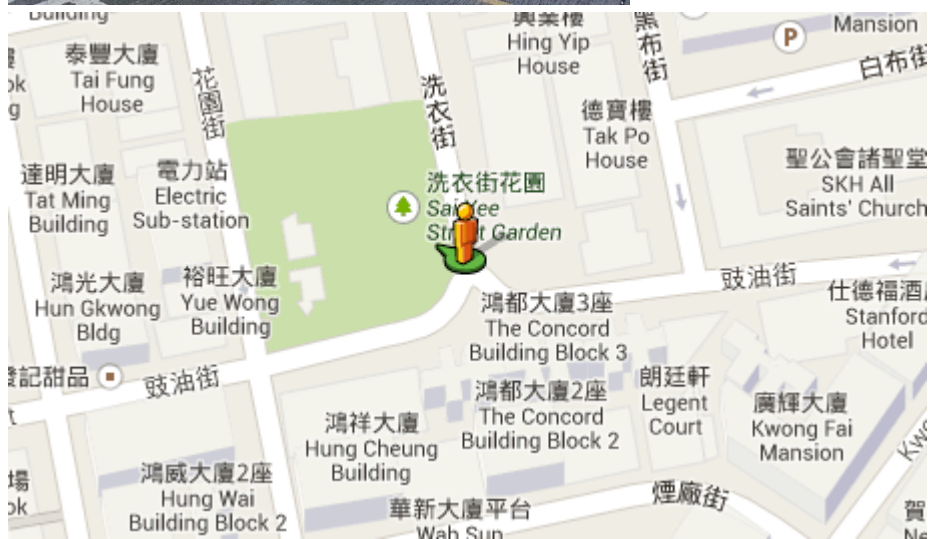 Building
泰豐大廈
Tai Fung
House
花園街
洗衣街
興業樓
Hing Yip
House
黑布街
P
Mansion
白布街
德寶樓
Tak Po
House
達明大廈
Tat Ming
Building
電力站
Electric
Sub-station
洗衣街花園
Sai Yee
Street Garden
聖公會諸聖堂
SKH All
Saints' Church
鴻光大廈
Hun Gkwong
Bldg
裕旺大廈
Yue Wong
Building
鴻都大廈3座
The Concord
Building Block 3
豉油街
仕德福酒
Stanford
Hotel
發記甜品
豉油街
鴻都大廈2座
The Concord
Building Block 2
朗廷軒
Legent
Court
廣輝大廈
Kwong Fai
Mansion
鴻祥大廈
Hung Cheung
Building
鴻威大廈2座
Hung Wai
Building Block 2
華新大廈平台
Wah Sun
煙廠街